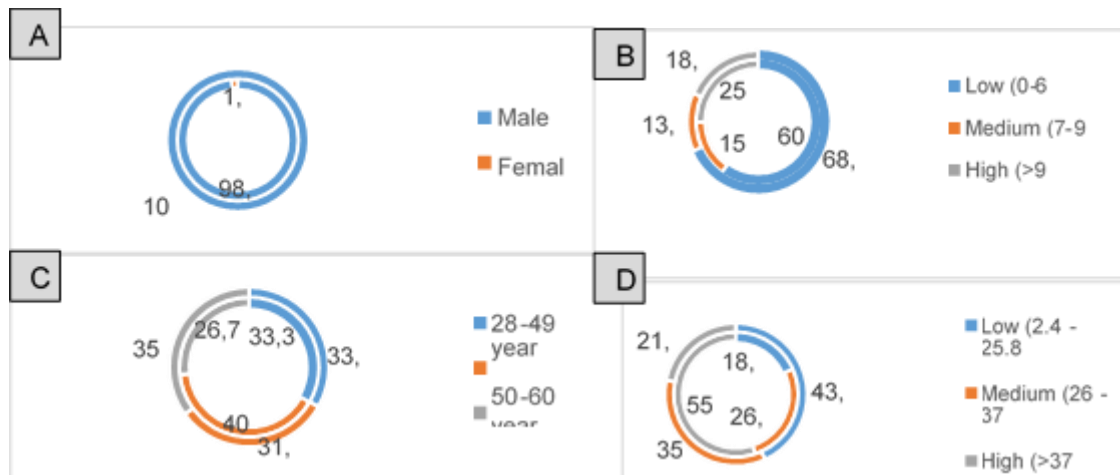 A
1,
98,
10
Male
Femal
B
18,
25
13,
15
60
68,
Low (0-6
Medium (7-9
High (>9
C
26,7
33,3
35
33,
40
31,
28-49
year
50-60
D
21,
18,
43,
55
26,
35
Low (2.4 -
25.8
Medium (26 -
37
High (>37